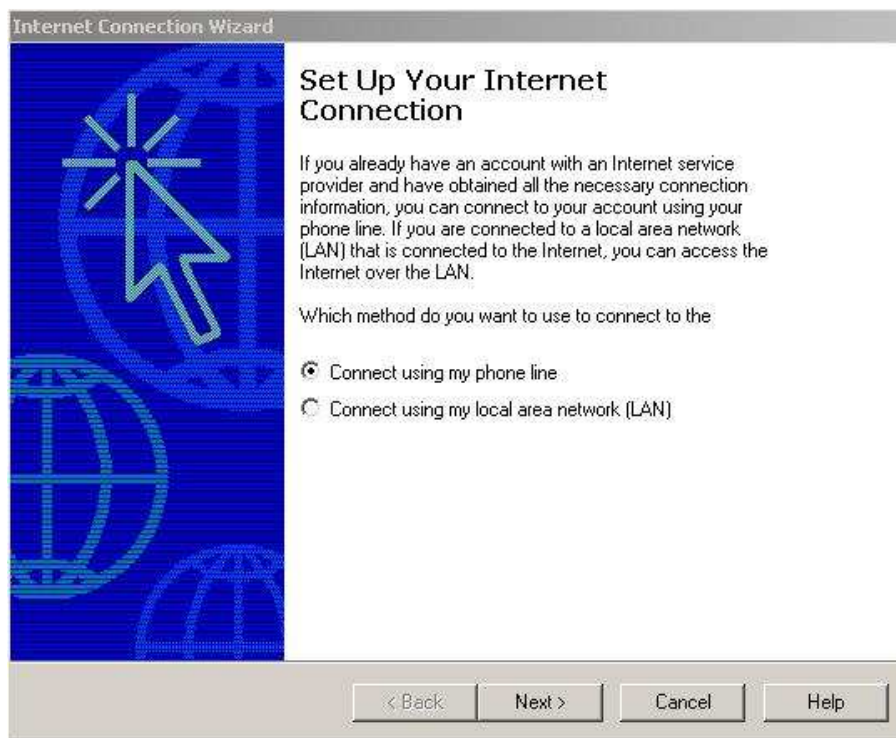 Internet Connection Wizard
Set Up Your Internet
Connection
If you already have an account with an Internet service
provider and have obtained all the necessary connection
information, you can connect to your account using your
phone line. If you are connected to a local area network
(LAN) that is connected to the Internet, you can access the
Internet over the LAN.
Which method do you want to use to connect to the
Connect using my phone line
Connect using my local area network (LAN)
< Back Next > Cancel Help